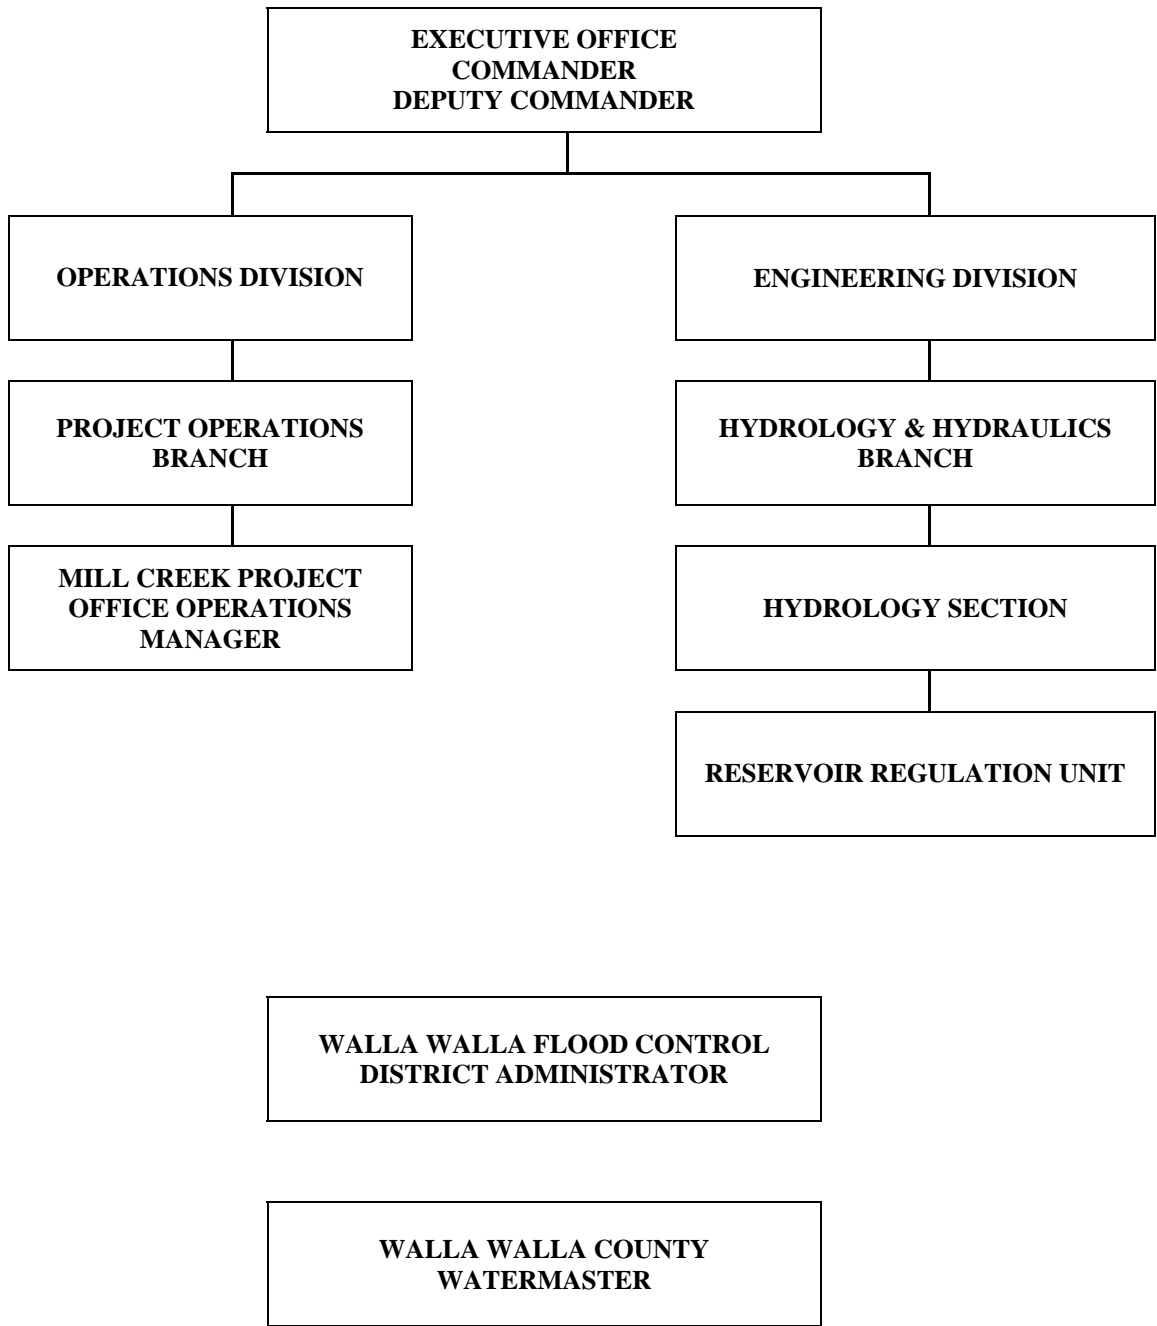 EXECUTIVE OFFICE
COMMANDER
DEPUTY COMMANDER
OPERATIONS DIVISION
ENGINEERING DIVISION
PROJECT OPERATIONS
BRANCH
HYDROLOGY & HYDRAULICS
BRANCH
MILL CREEK PROJECT
OFFICE OPERATIONS
MANAGER
HYDROLOGY SECTION
RESERVOIR REGULATION UNIT
WALLA WALLA FLOOD CONTROL
DISTRICT ADMINISTRATOR
WALLA WALLA COUNTY
WATERMASTER